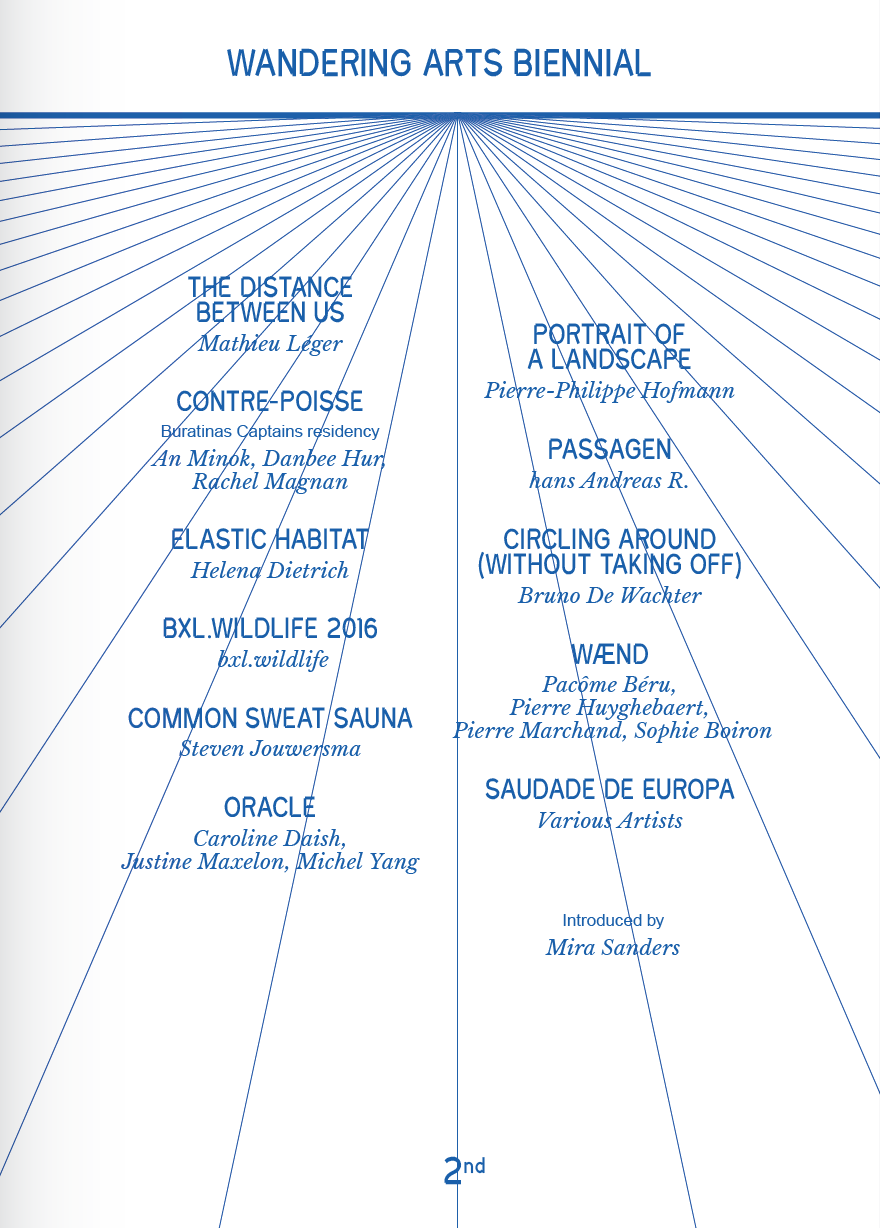 WANDERING ARTS BIENNIAL
THE DISTANCE
BETWEEN US
Mathieu Léger
CONTRE-POISSE
Buratinas Captains residency
An Minok, Danbee Hur,
Rachel Magnan
ELASTIC HABITAT
Helena Dietrich
BXL.WILDLIFE 2016
bxl.wildlife
COMMON SWEAT SAUNA
Steven Jouwersma
ORACLE
Caroline Daish,
Justine Maxelon, Michel Yang
PORTRAIT OF
A LANDSCAPE
Pierre-Philippe Hofmann
PASSAGEN
hans Andreas R.
CIRCLING AROUND
(WITHOUT TAKING OFF)
Bruno De Wachter
WÆND
Pacôme Béru,
Pierre Huyghebaert,
Pierre Marchand, Sophie Boiron
SAUDADE DE EUROPA
Various Artists
Introduced by
Mira Sanders
2nd